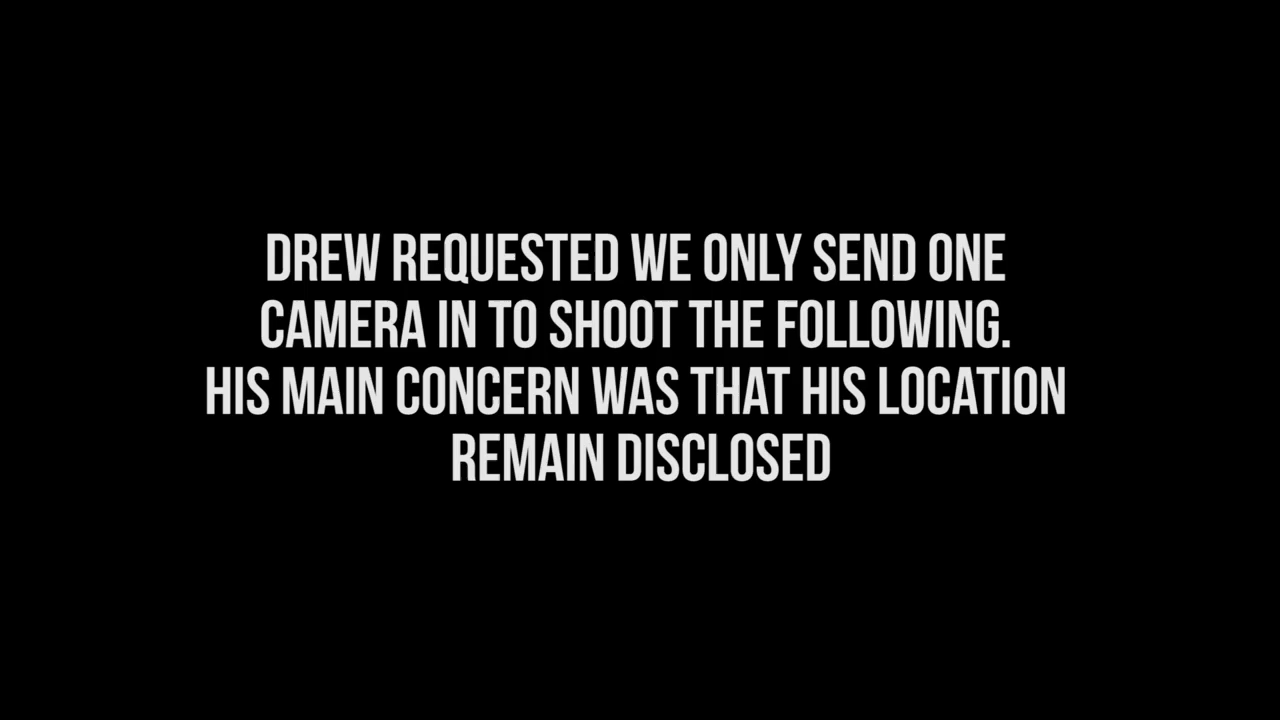 DREW REQUESTED WE ONLY SEND ONE
CAMERA IN TO SHOOT THE FOLLOWING.
HIS MAIN CONCERN WAS THAT HIS LOCATION
REMAIN DISCLOSED